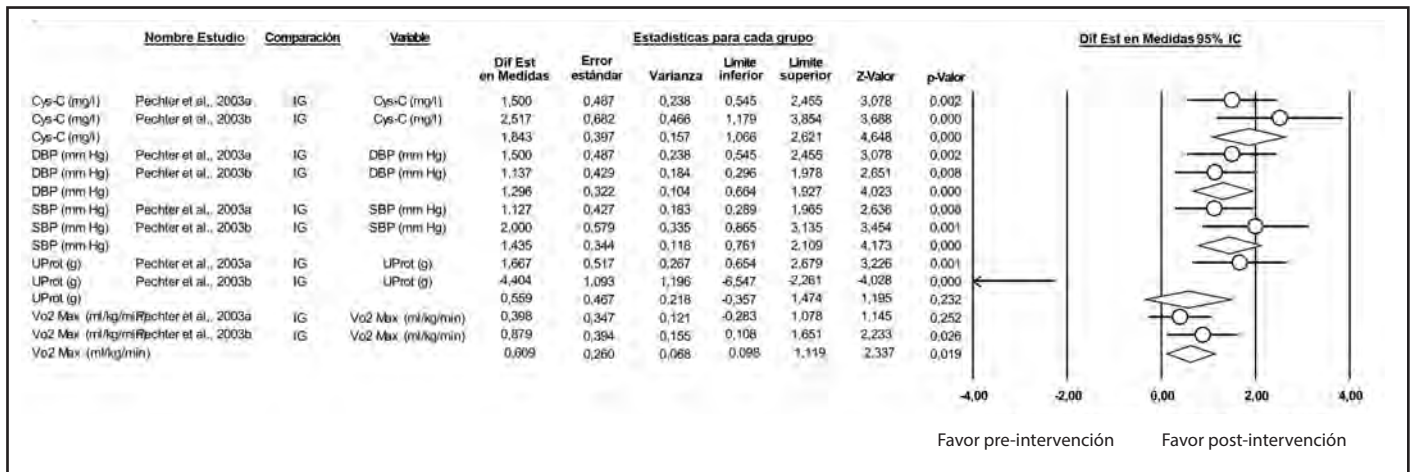 Nombre Estudio Comparación Variable Estadísticas para cada grupo Dif Est en Medidas 95% IC
Dif Est en Medidas Error estándar Varianza Límite inferior Límite superior Z-Valor p-Valor
Cys-C (mg/l) Pechter et al., 2003a IG Cys-C (mg/l) 1,500 0,487 0,238 0,545 2,455 3,078 0,002
Cys-C (mg/l) Pechter et al., 2003b IG Cys-C (mg/l) 2,517 0,682 0,466 1,179 3,854 3,688 0,000
Cys-C (mg/l) 1,843 0,397 0,157 1,066 2,621 4,648 0,000
DBP (mm Hg) Pechter et al., 2003a IG DBP (mm Hg) 1,500 0,487 0,238 0,545 2,455 3,078 0,002
DBP (mm Hg) Pechter et al., 2003b IG DBP (mm Hg) 1,137 0,429 0,184 0,296 1,978 2,651 0,008
DBP (mm Hg) 1,296 0,322 0,104 0,664 1,927 4,023 0,000
SBP (mm Hg) Pechter et al., 2003a IG SBP (mm Hg) 1,127 0,427 0,183 0,289 1,965 2,636 0,008
SBP (mm Hg) Pechter et al., 2003b IG SBP (mm Hg) 2,000 0,579 0,335 0,865 3,135 3,454 0,001
SBP (mm Hg) 1,435 0,344 0,118 0,761 2,109 4,173 0,000
UProt (g) Pechter et al., 2003a IG UProt (g) 1,667 0,517 0,267 0,654 2,679 3,226 0,001
UProt (g) Pechter et al., 2003b IG UProt (g) -4,404 1,093 1,196 -6,547 -2,261 -4,028 0,000
UProt (g) 0,559 0,467 0,218 -0,357 1,474 1,195 0,232
Vo2 Max (ml/kg/min) Pechter et al., 2003a IG Vo2 Max (ml/kg/min) 0,398 0,347 0,121 -0,283 1,078 1,145 0,252
Vo2 Max (ml/kg/min) Pechter et al., 2003b IG Vo2 Max (ml/kg/min) 0,879 0,394 0,155 0,108 1,651 2,233 0,026
Vo2 Max (ml/kg/min) 0,609 0,260 0,068 0,098 1,119 2,337 0,019
-4,00 -2,00 0,00 2,00 4,00
Favor pre-intervención Favor post-intervención